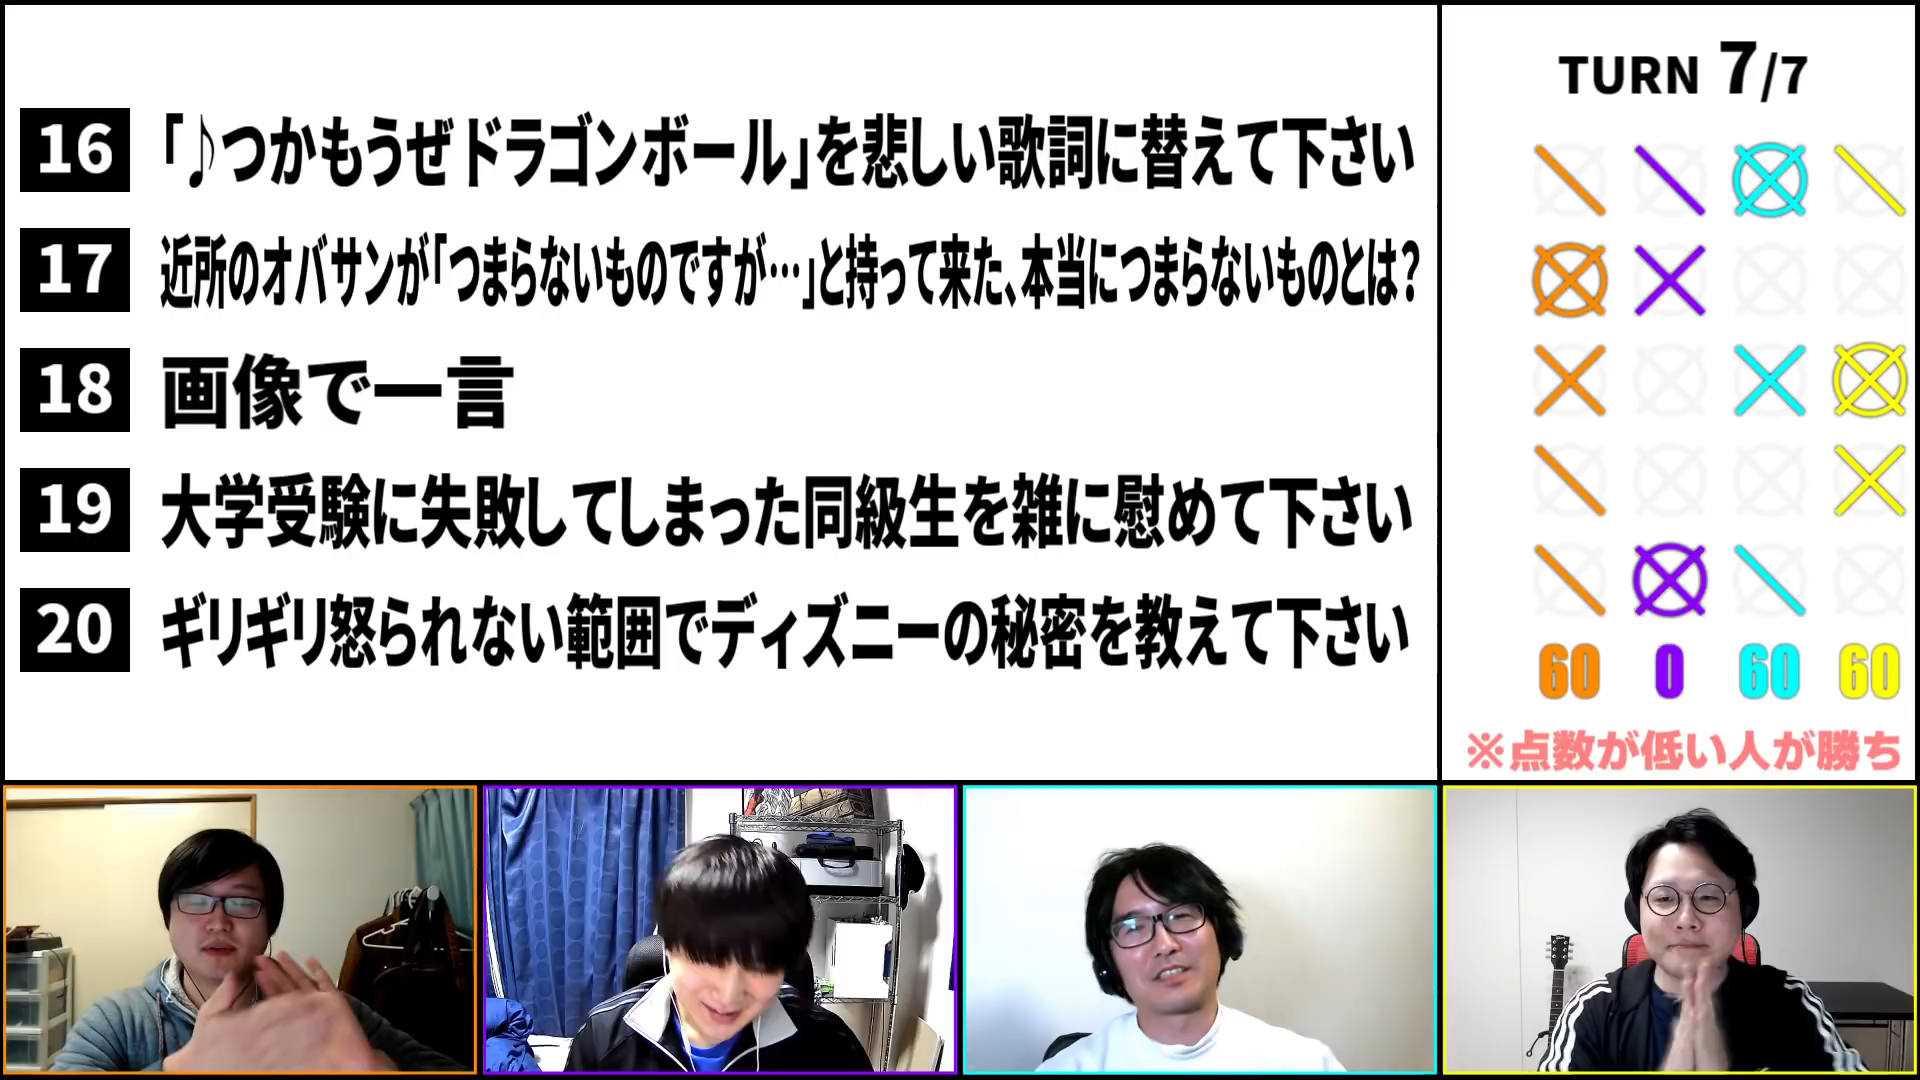 16 「♪つかもうぜドラゴンボール」を悲しい歌詞に替えて下さい
17 近所のオバサンが「つまらないものですが…」と持って来た、本当につまらないものとは？
18 画像で一言
19 大学受験に失敗してしまった同級生を雑に慰めて下さい
20 ギリギリ怒られない範囲でディズニーの秘密を教えて下さい
TURN 7/7
60 0 60 60
※点数が低い人が勝ち